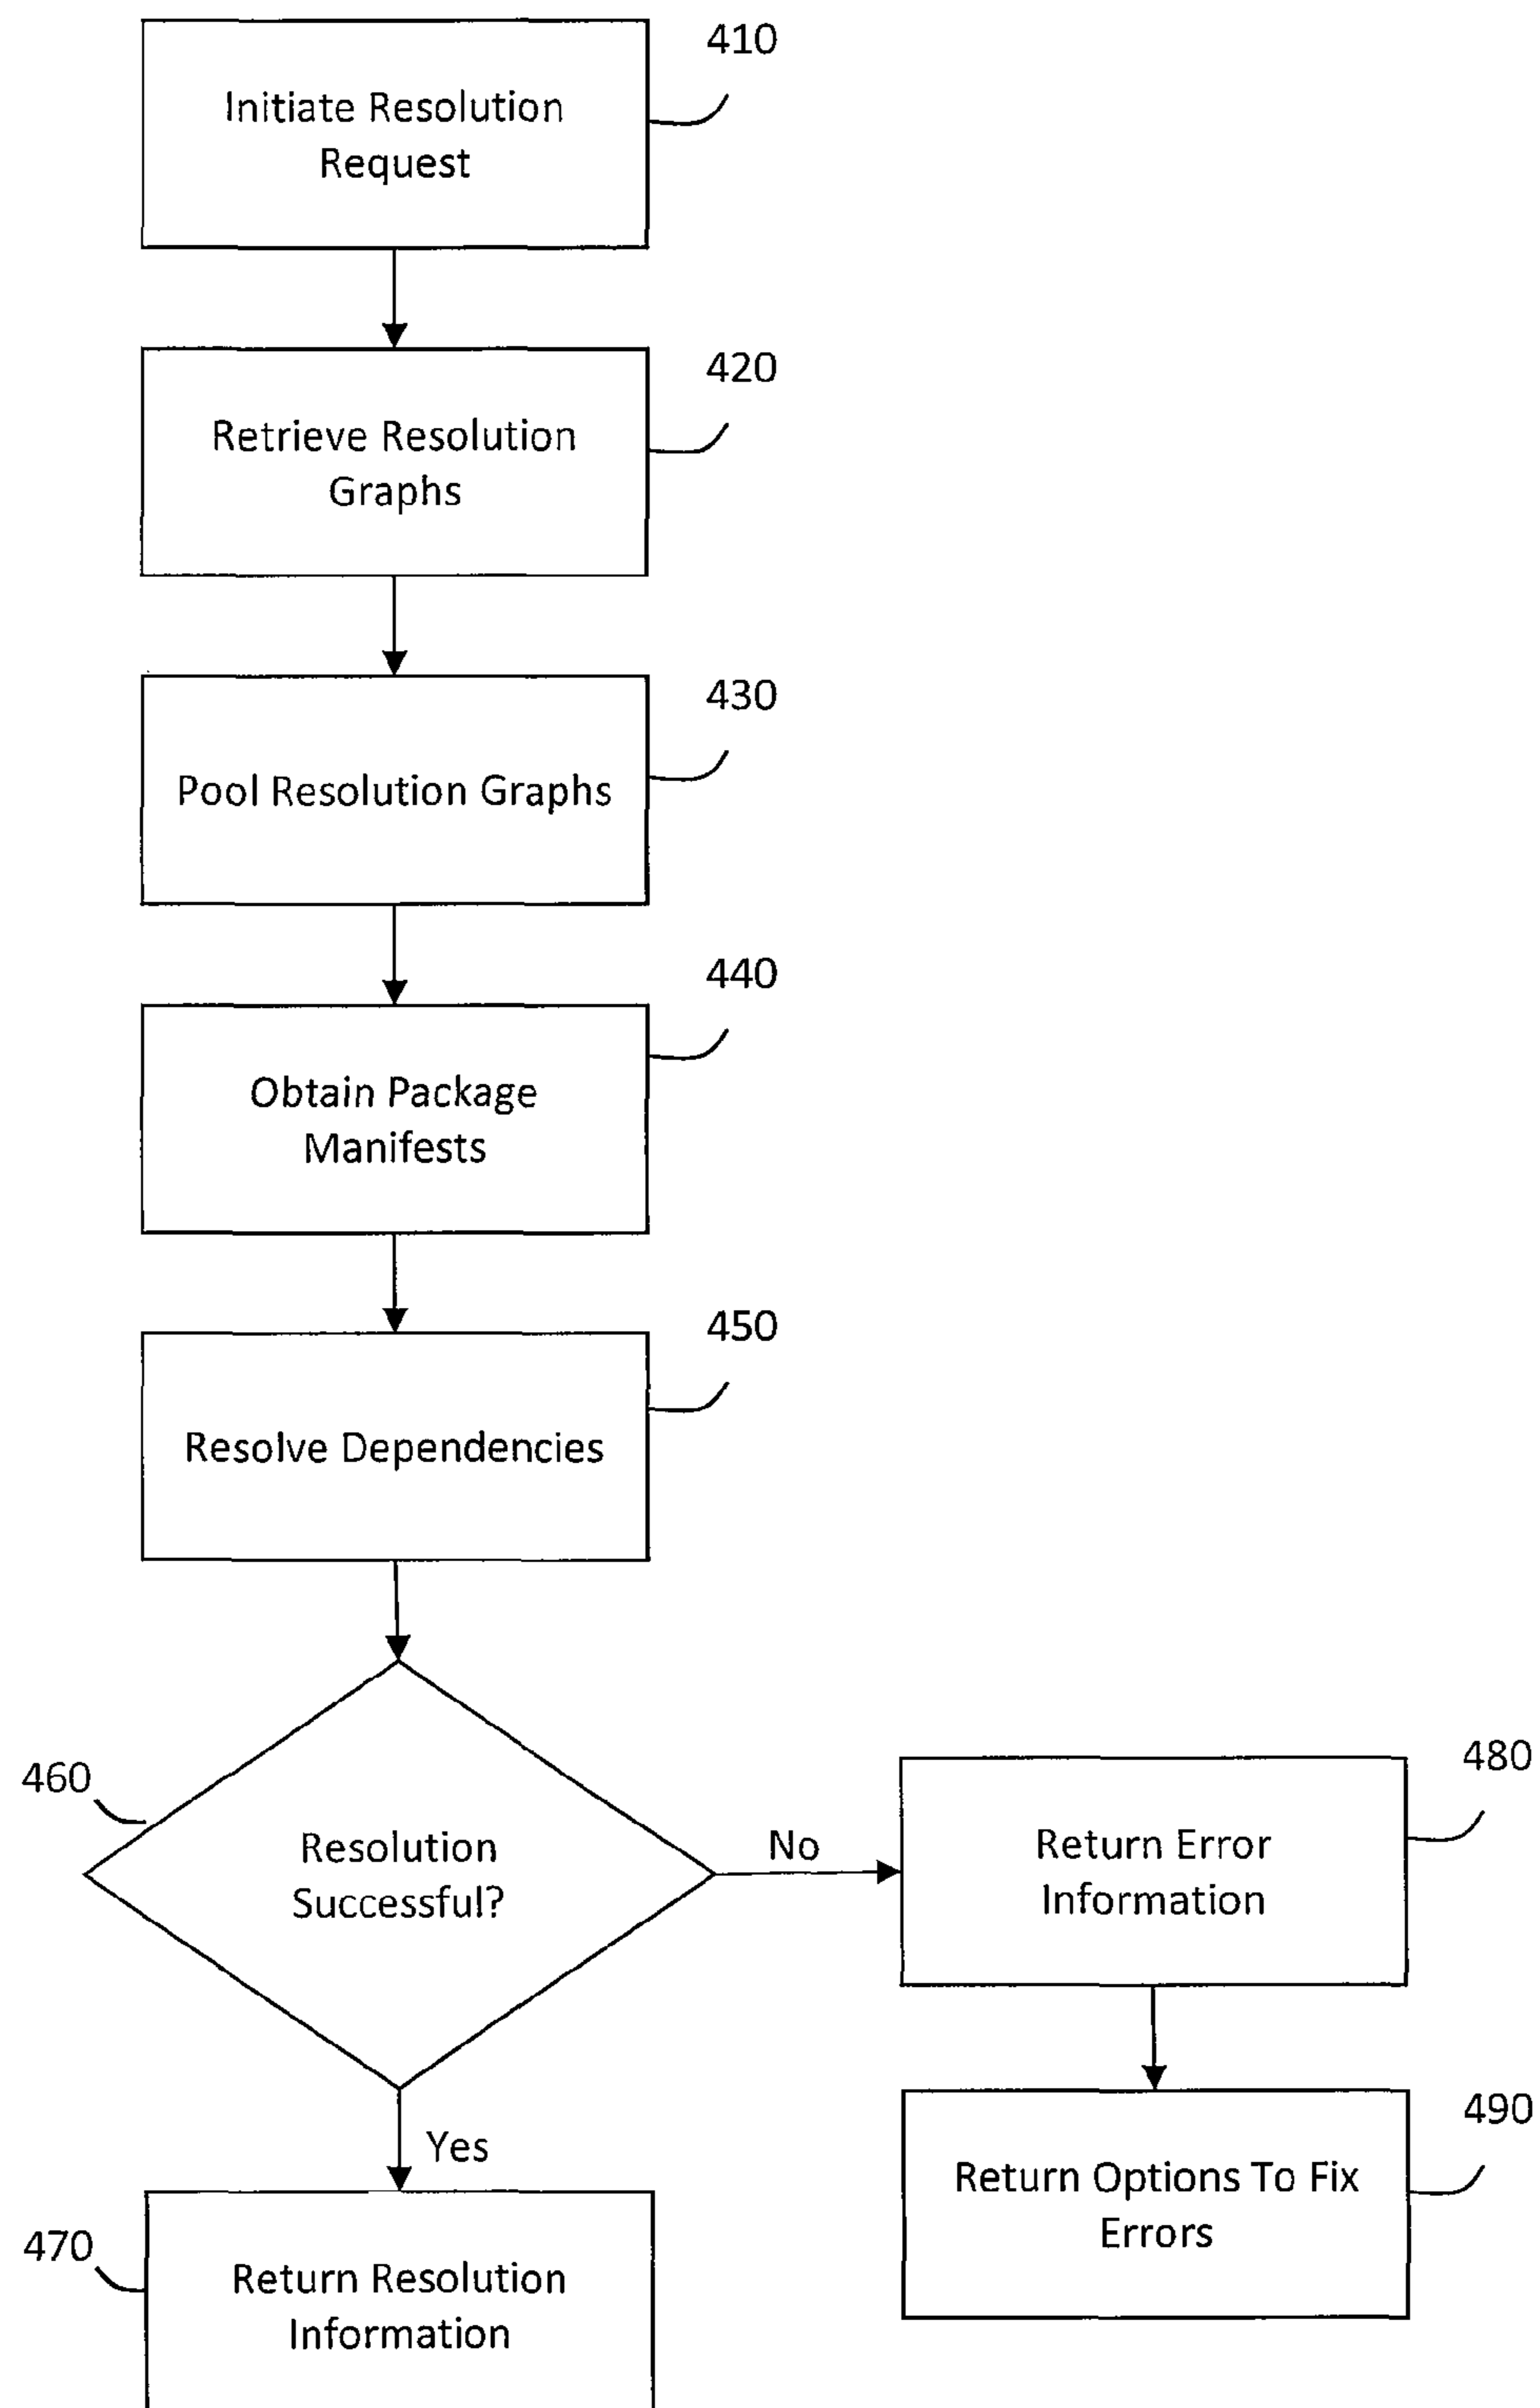 410
Initiate Resolution
Request
420
Retrieve Resolution
Graphs
430
Pool Resolution Graphs
440
Obtain Package
Manifests
450
Resolve Dependencies
460
Resolution
Successful?
No
480
Return Error
Information
Yes
490
Return Options To Fix
Errors
470
Return Resolution
Information